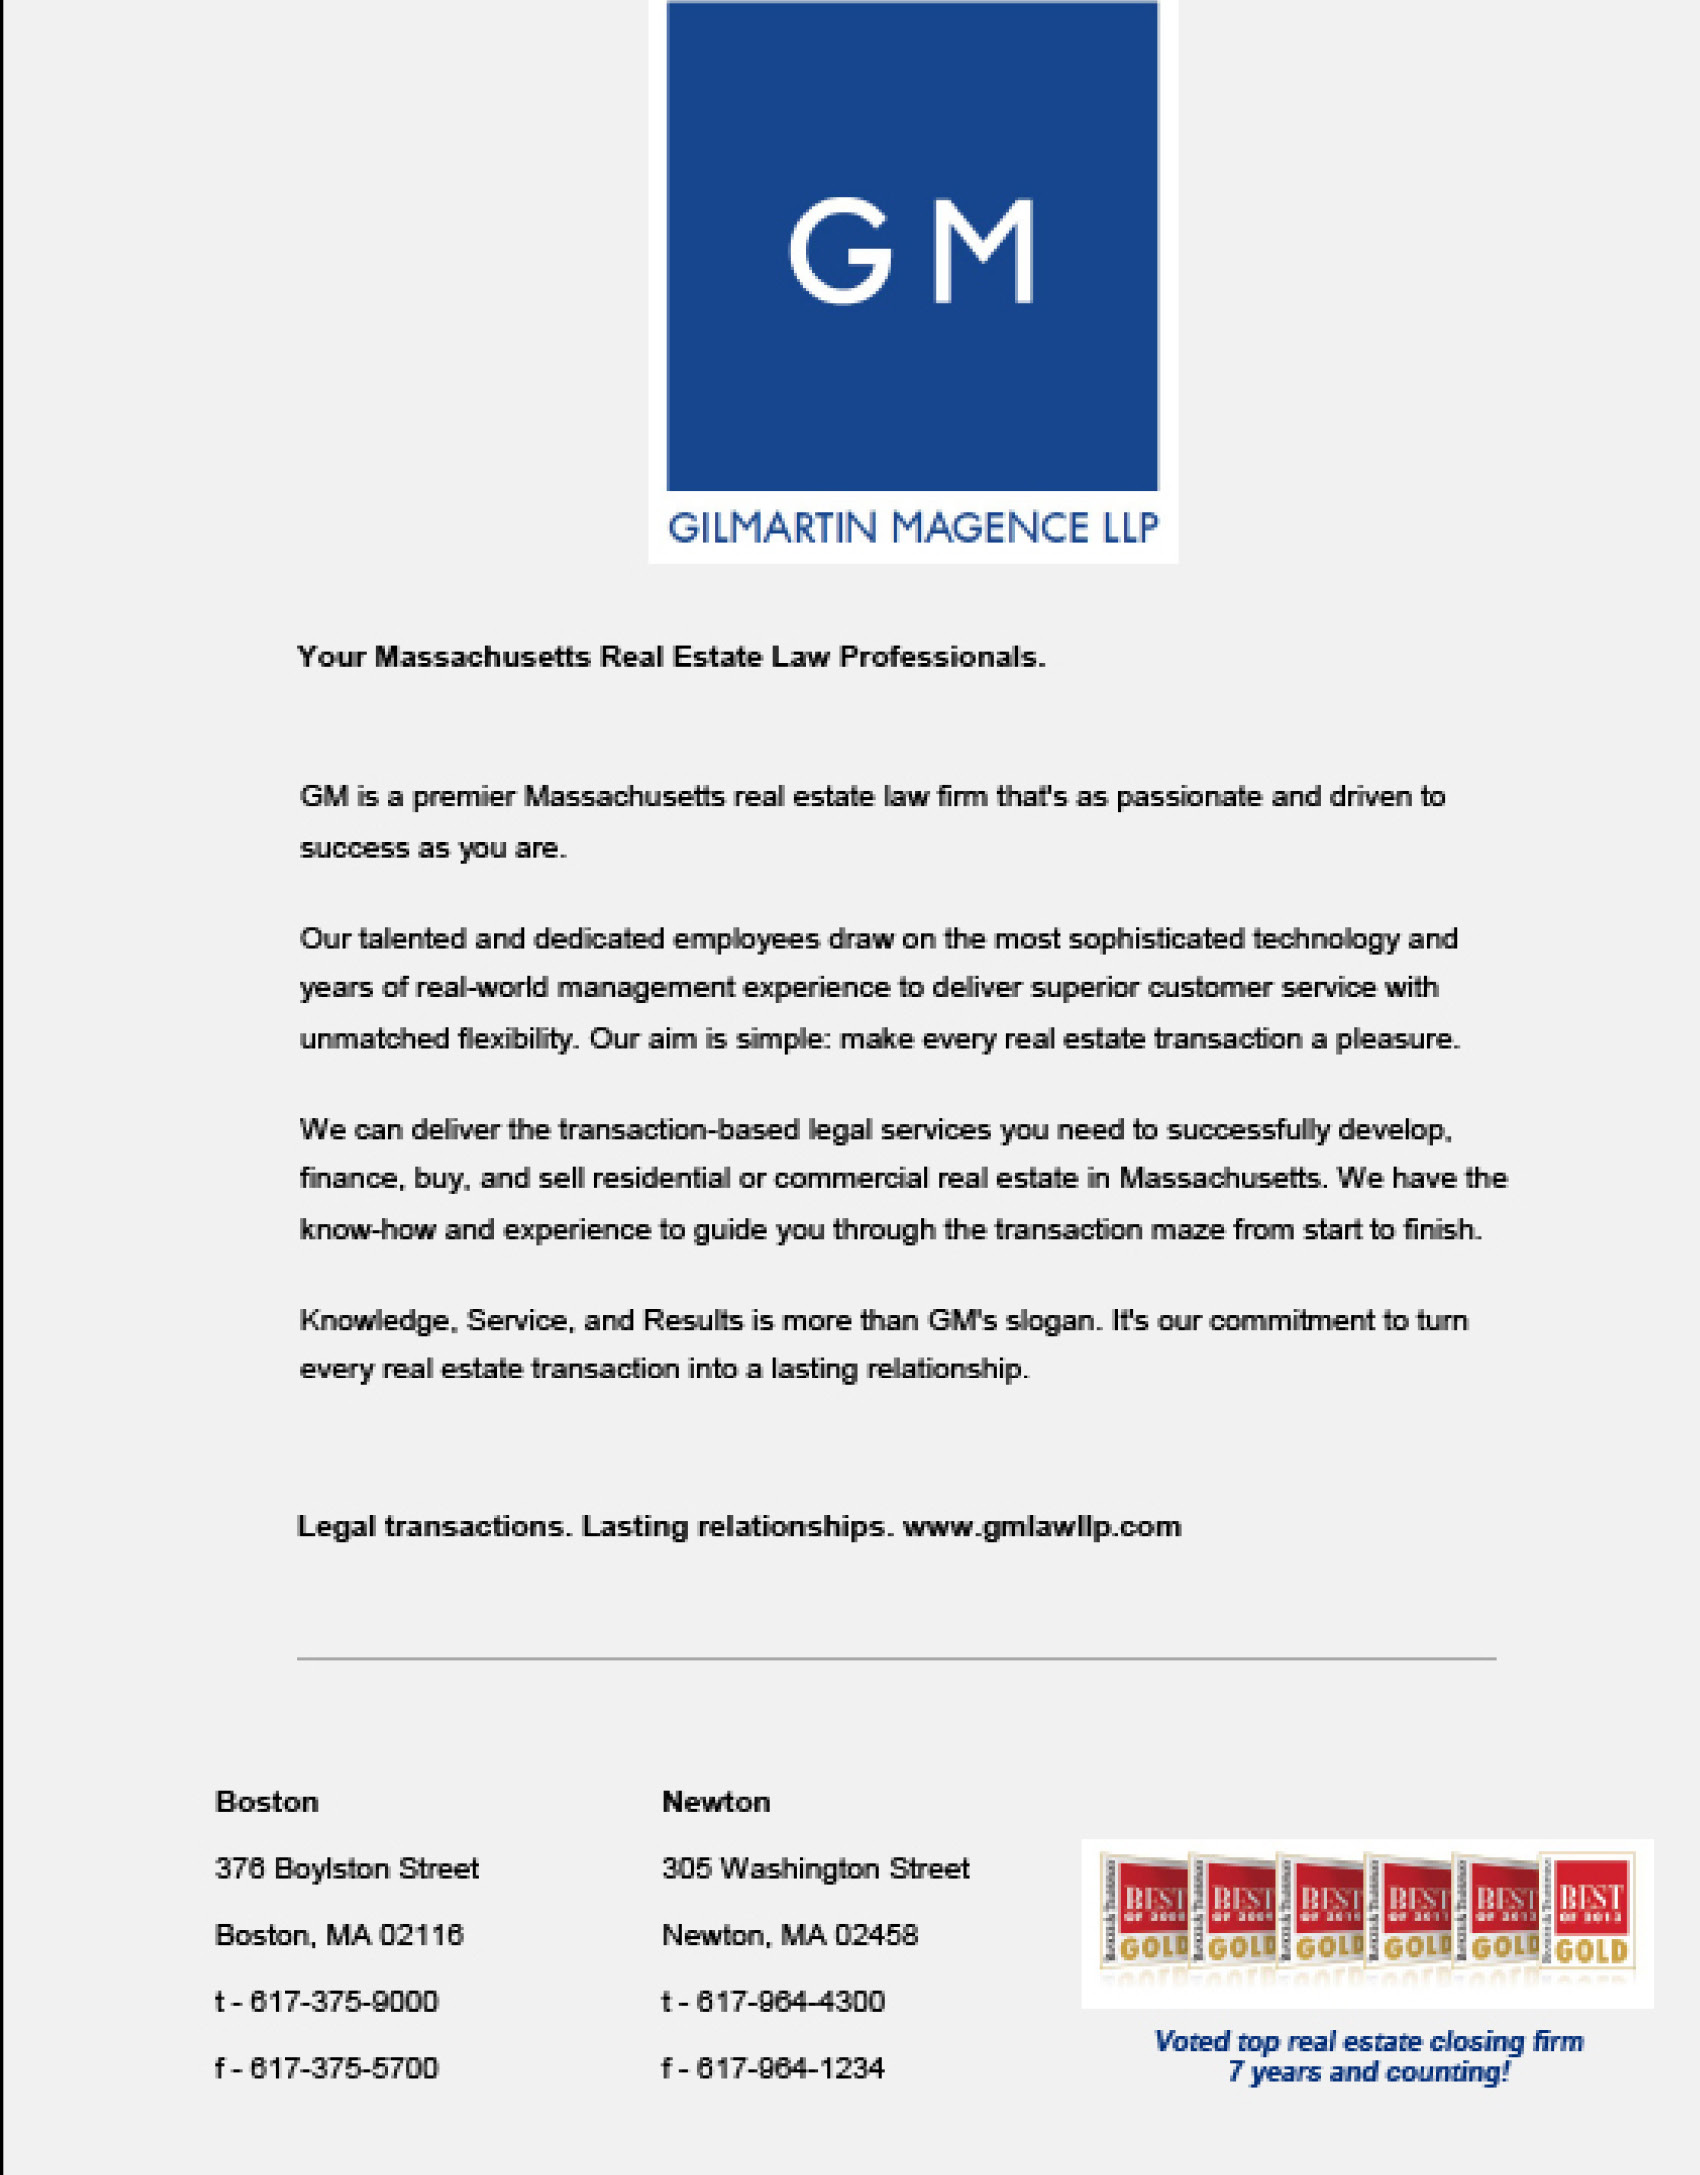 G M
GILMARTIN MAGENCE LLP
Your Massachusetts Real Estate Law Professionals.
GM is a premier Massachusetts real estate law firm that's as passionate and driven to
success as you are.
Our talented and dedicated employees draw on the most sophisticated technology and
years of real-world management experience to deliver superior customer service with
unmatched flexibility. Our aim is simple: make every real estate transaction a pleasure.
We can deliver the transaction-based legal services you need to successfully develop,
finance, buy, and sell residential or commercial real estate in Massachusetts. We have the
know-how and experience to guide you through the transaction maze from start to finish.
Knowledge, Service, and Results is more than GM's slogan. It's our commitment to turn
every real estate transaction into a lasting relationship.
Legal transactions. Lasting relationships. www.gmlawllp.com
Boston
376 Boylston Street
Boston, MA 02116
t - 617-375-9000
f - 617-375-5700
Newton
305 Washington Street
Newton, MA 02458
t - 617-964-4300
f - 617-964-1234
BEST BEST BEST BEST BEST BEST
GOLD GOLD GOLD GOLD GOLD GOLD
Voted top real estate closing firm
7 years and counting!